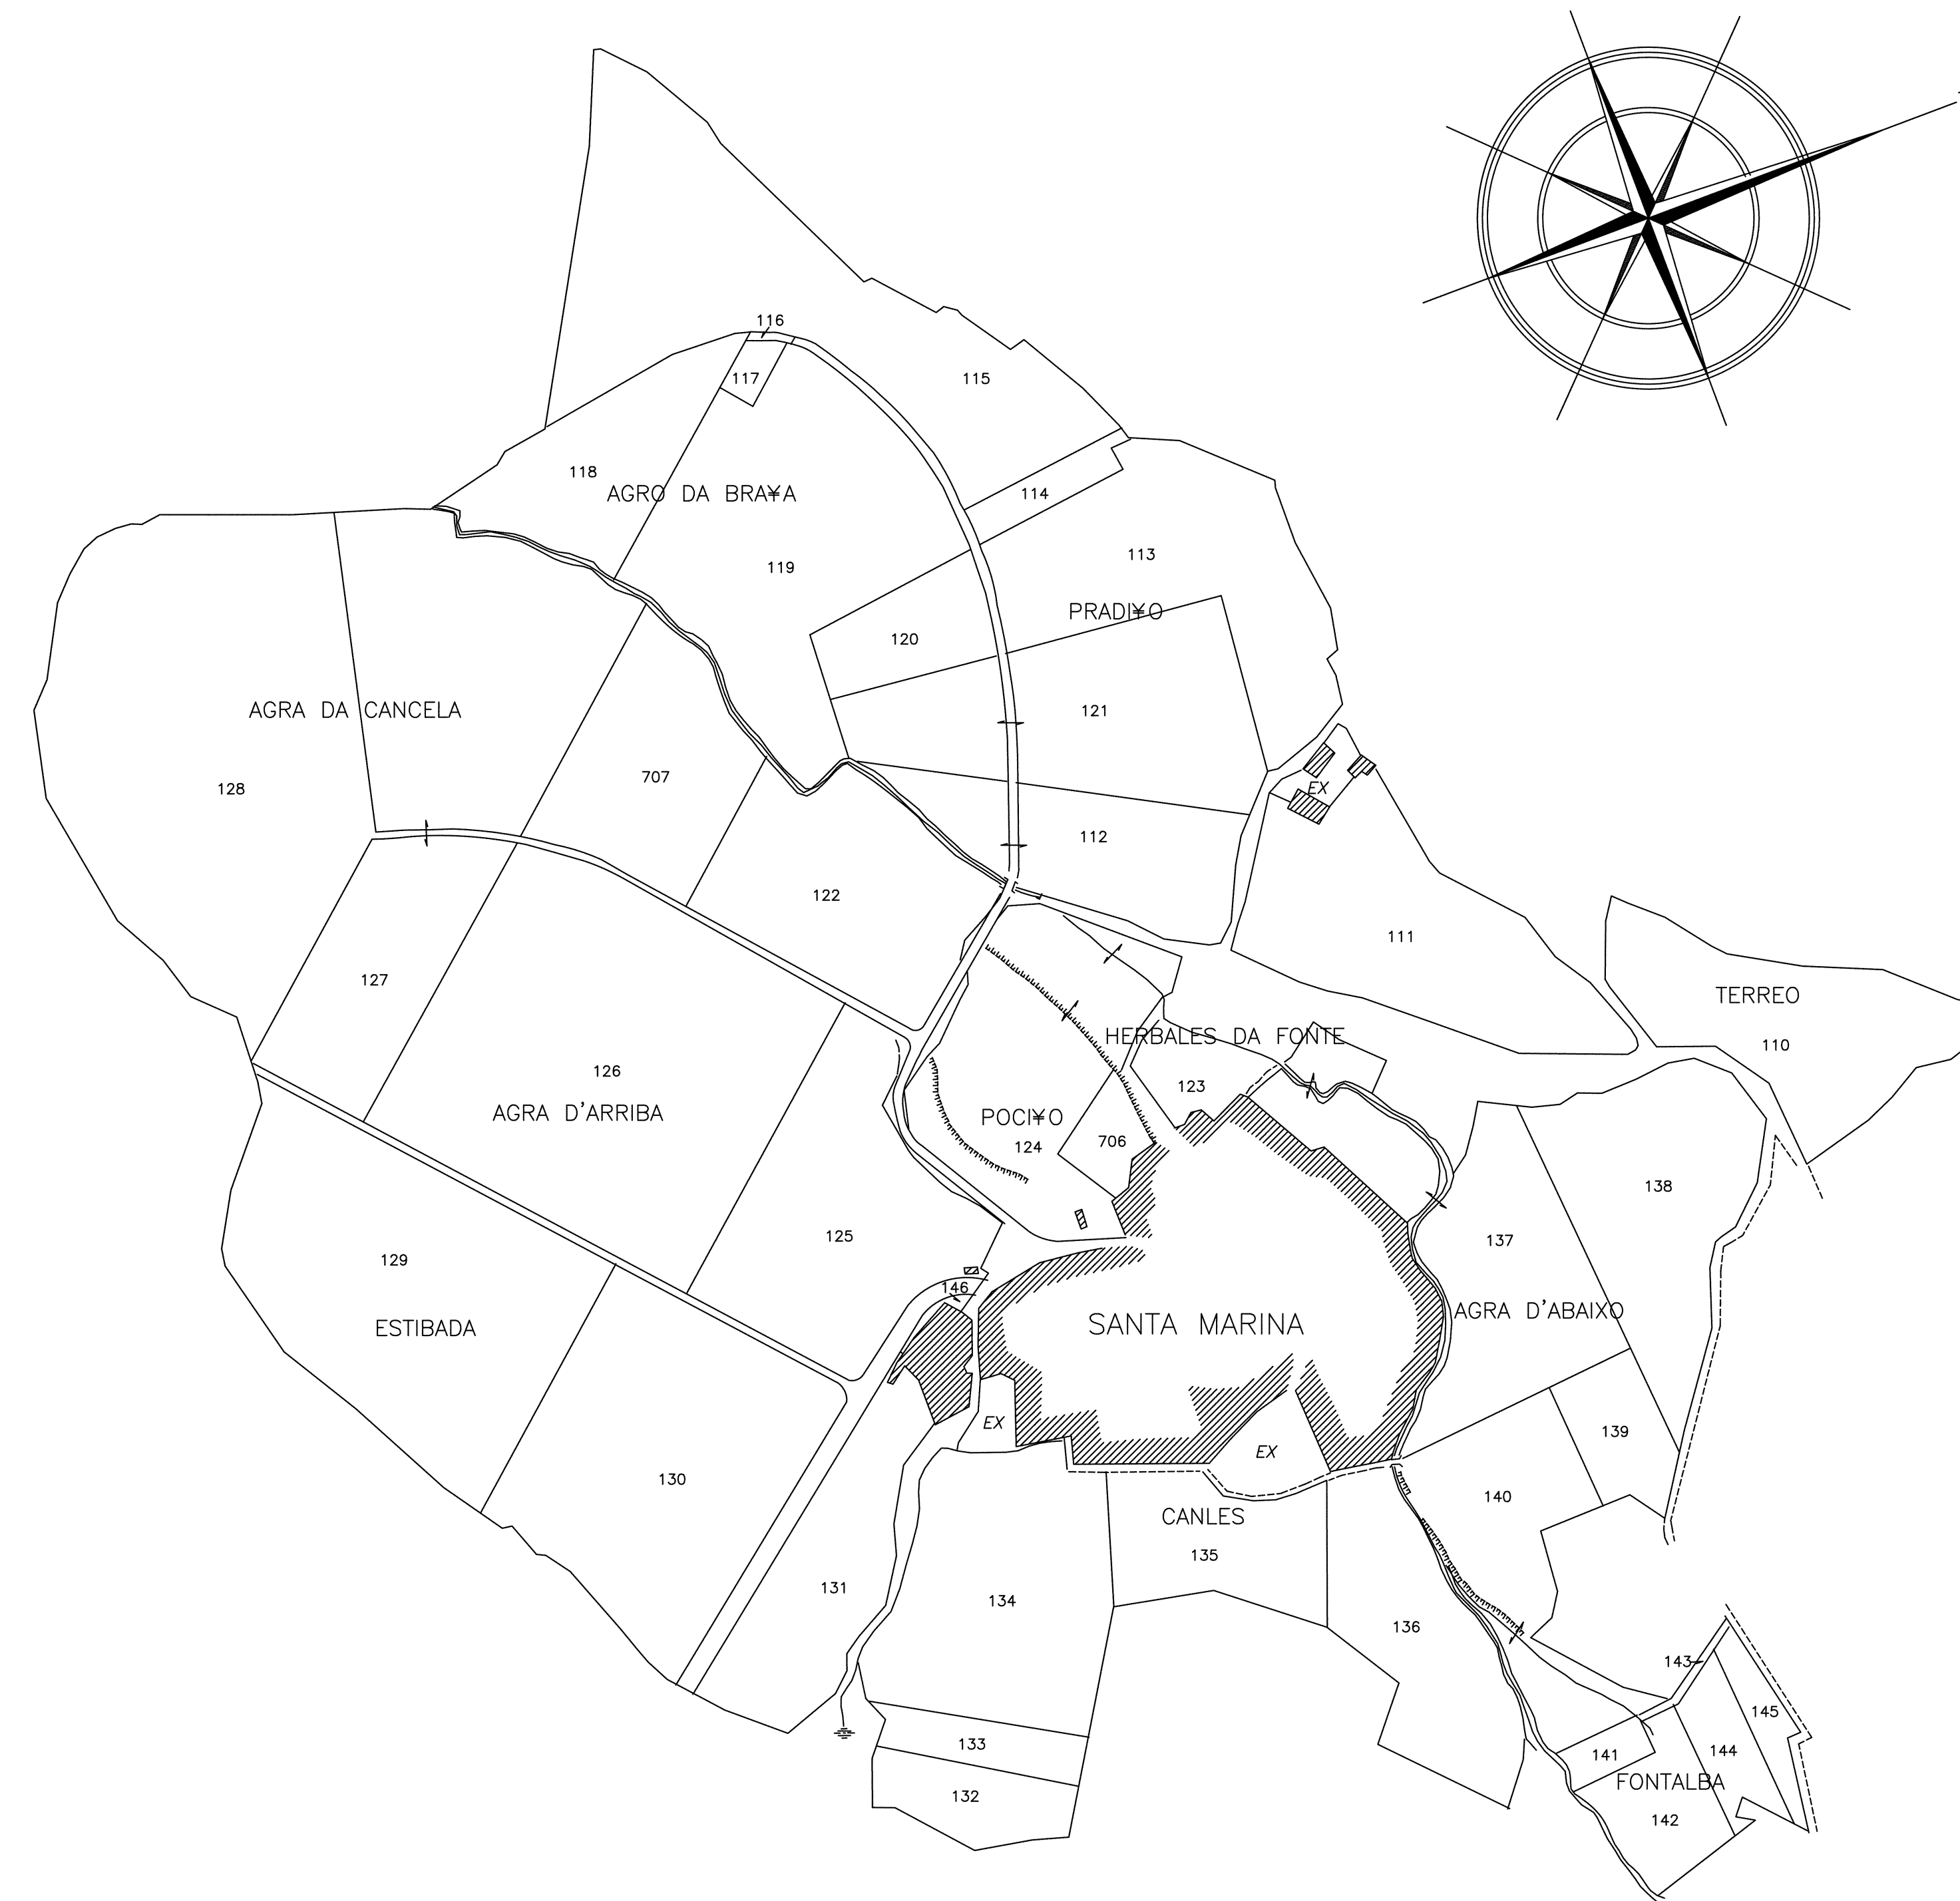 116
117
115
118
AGRO DA BRA¥A
114
119
113
PRADI¥O
120
AGRA DA CANCELA
121
707
128
EX
112
122
111
127
TERREO
HERBALES DA FONTE
110
126
123
AGRA D'ARRIBA
POCI¥O
124
706
138
125
137
129
146
AGRA D'ABAIXO
SANTA MARINA
ESTIBADA
EX
139
EX
130
140
CANLES
135
131
134
136
143
145
133
144
141
FONTALBA
132
142